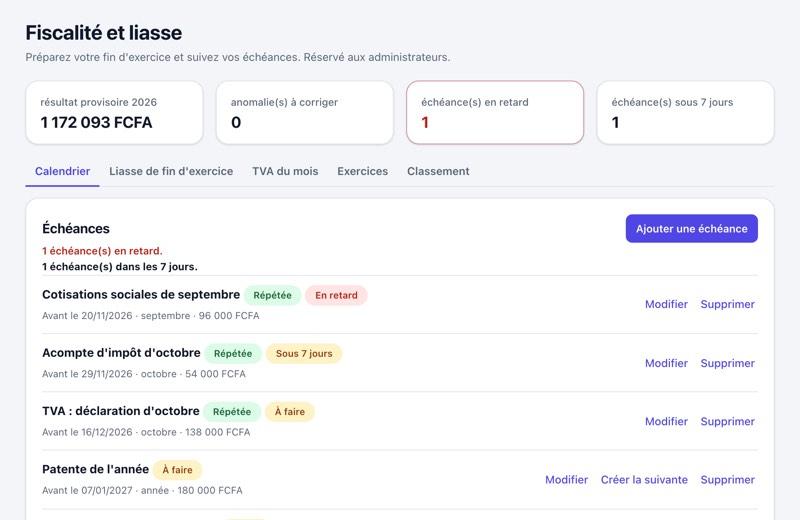 Fiscalité et liasse
Préparez votre fin d'exercice et suivez vos échéances. Réservé aux administrateurs.
résultat provisoire 2026
1 172 093 FCFA
anomalie(s) à corriger
0
échéance(s) en retard
1
échéance(s) sous 7 jours
1
Calendrier Liasse de fin d'exercice TVA du mois Exercices Classement
Échéances
Ajouter une échéance
1 échéance(s) en retard.
1 échéance(s) dans les 7 jours.
Cotisations sociales de septembre Répétée En retard
Avant le 20/11/2026 · septembre · 96 000 FCFA
Modifier Supprimer
Acompte d'impôt d'octobre Répétée Sous 7 jours
Avant le 29/11/2026 · octobre · 54 000 FCFA
Modifier Supprimer
TVA : déclaration d'octobre Répétée À faire
Avant le 16/12/2026 · octobre · 138 000 FCFA
Modifier Supprimer
Patente de l'année À faire
Avant le 07/01/2027 · année · 180 000 FCFA
Modifier Créer la suivante Supprimer